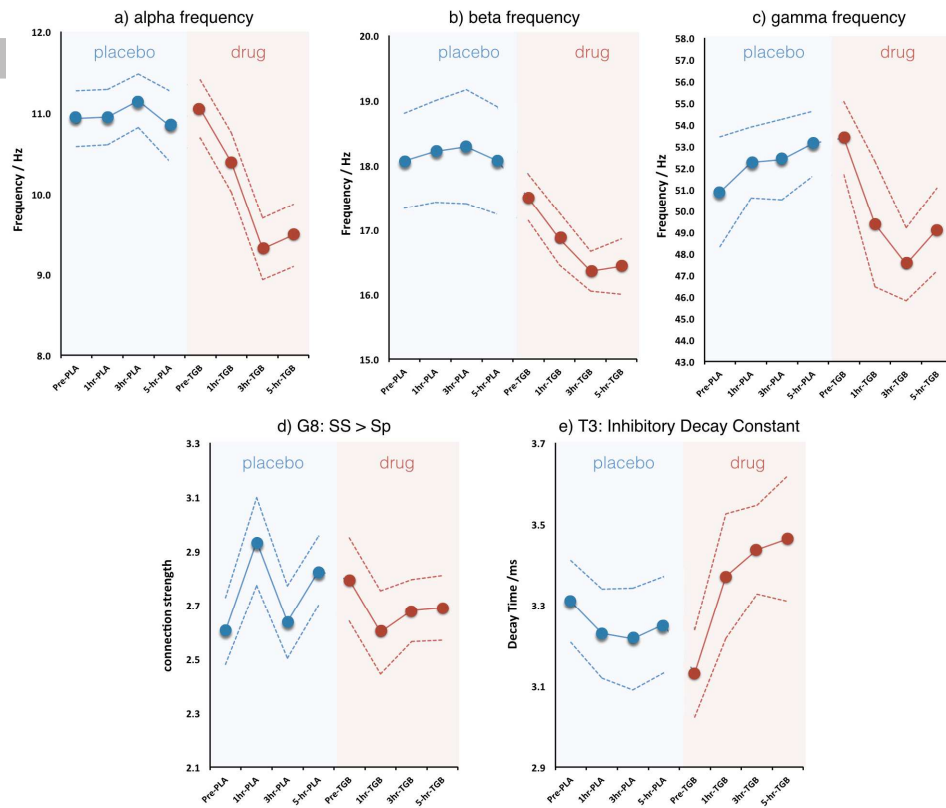 a) alpha frequency
placebo
drug
Frequency / Hz
12.0
11.0
10.0
9.0
8.0
Pre-PLA
1hr-PLA
3hr-PLA
5-hr-PLA
Pre-TGB
1hr-TGB
3hr-TGB
5-hr-TGB
b) beta frequency
placebo
drug
Frequency / Hz
20.0
19.0
18.0
17.0
16.0
15.0
Pre-PLA
1hr-PLA
3hr-PLA
5-hr-PLA
Pre-TGB
1hr-TGB
3hr-TGB
5-hr-TGB
c) gamma frequency
placebo
drug
Frequency / Hz
58.0
57.0
56.0
55.0
54.0
53.0
52.0
51.0
50.0
49.0
48.0
47.0
46.0
45.0
44.0
43.0
Pre-PLA
1hr-PLA
3hr-PLA
5-hr-PLA
Pre-TGB
1hr-TGB
3hr-TGB
5-hr-TGB
d) G8: SS > Sp
placebo
drug
connection strength
3.3
3.1
2.9
2.7
2.5
2.3
2.1
Pre-PLA
1hr-PLA
3hr-PLA
5-hr-PLA
Pre-TGB
1hr-TGB
3hr-TGB
5-hr-TGB
e) T3: Inhibitory Decay Constant
placebo
drug
Decay Time /ms
3.7
3.5
3.3
3.1
2.9
Pre-PLA
1hr-PLA
3hr-PLA
5-hr-PLA
Pre-TGB
1hr-TGB
3hr-TGB
5-hr-TGB